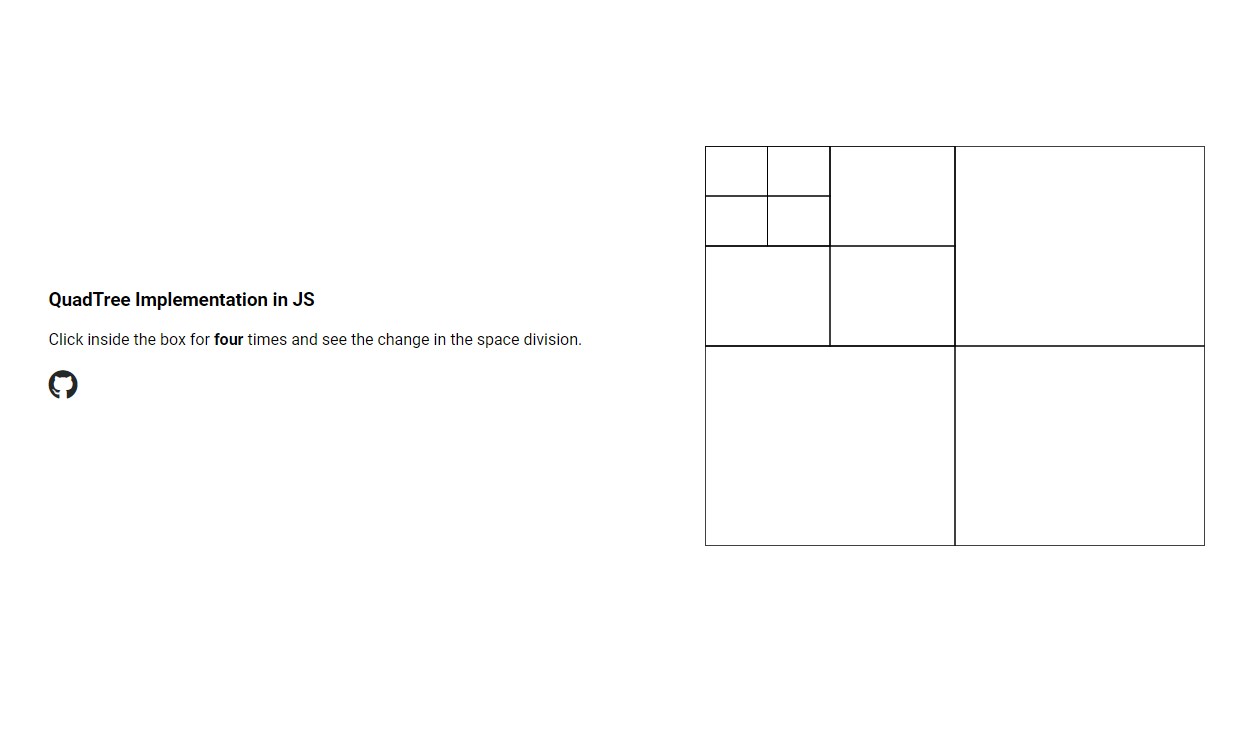 QuadTree Implementation in JS
Click inside the box for four times and see the change in the space division.